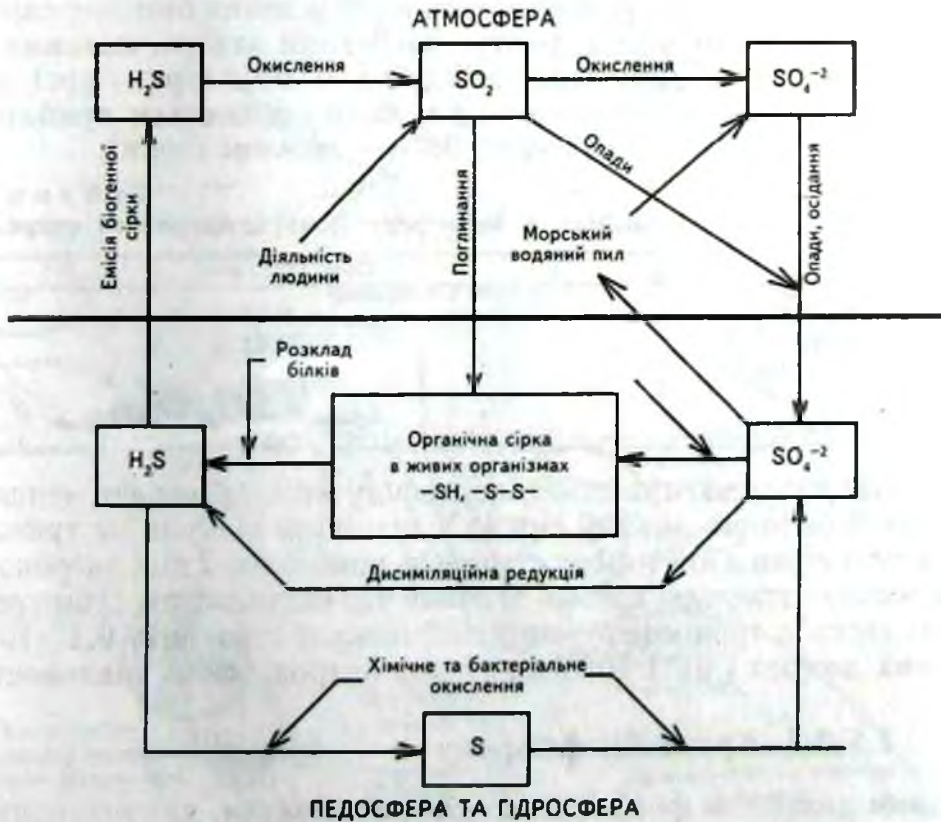 АТМОСФЕРА
H₂S
Окислення
SO₂
Окислення
SO₄⁻²
Емісія біогенної
сірки
Діяльність
людини
Поглинання
Опади
Морський
водяний пил
Опади, осідання
Розклад
білків
H₂S
Органічна сірка
в живих організмах
–SH, –S–S–
SO₄⁻²
Дисиміляційна редукція
Хімічне та бактеріальне
окислення
S
ПЕДОСФЕРА ТА ГІДРОСФЕРА